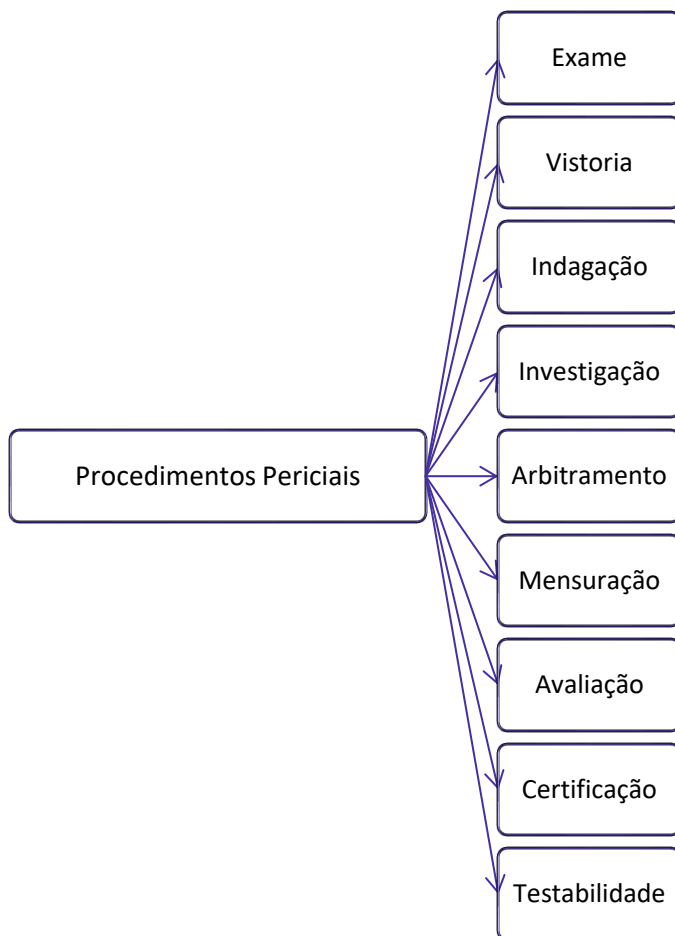 Exame
Vistoria
Indagação
Investigação
Procedimentos Periciais
Arbitramento
Mensuração
Avaliação
Certificação
Testabilidade